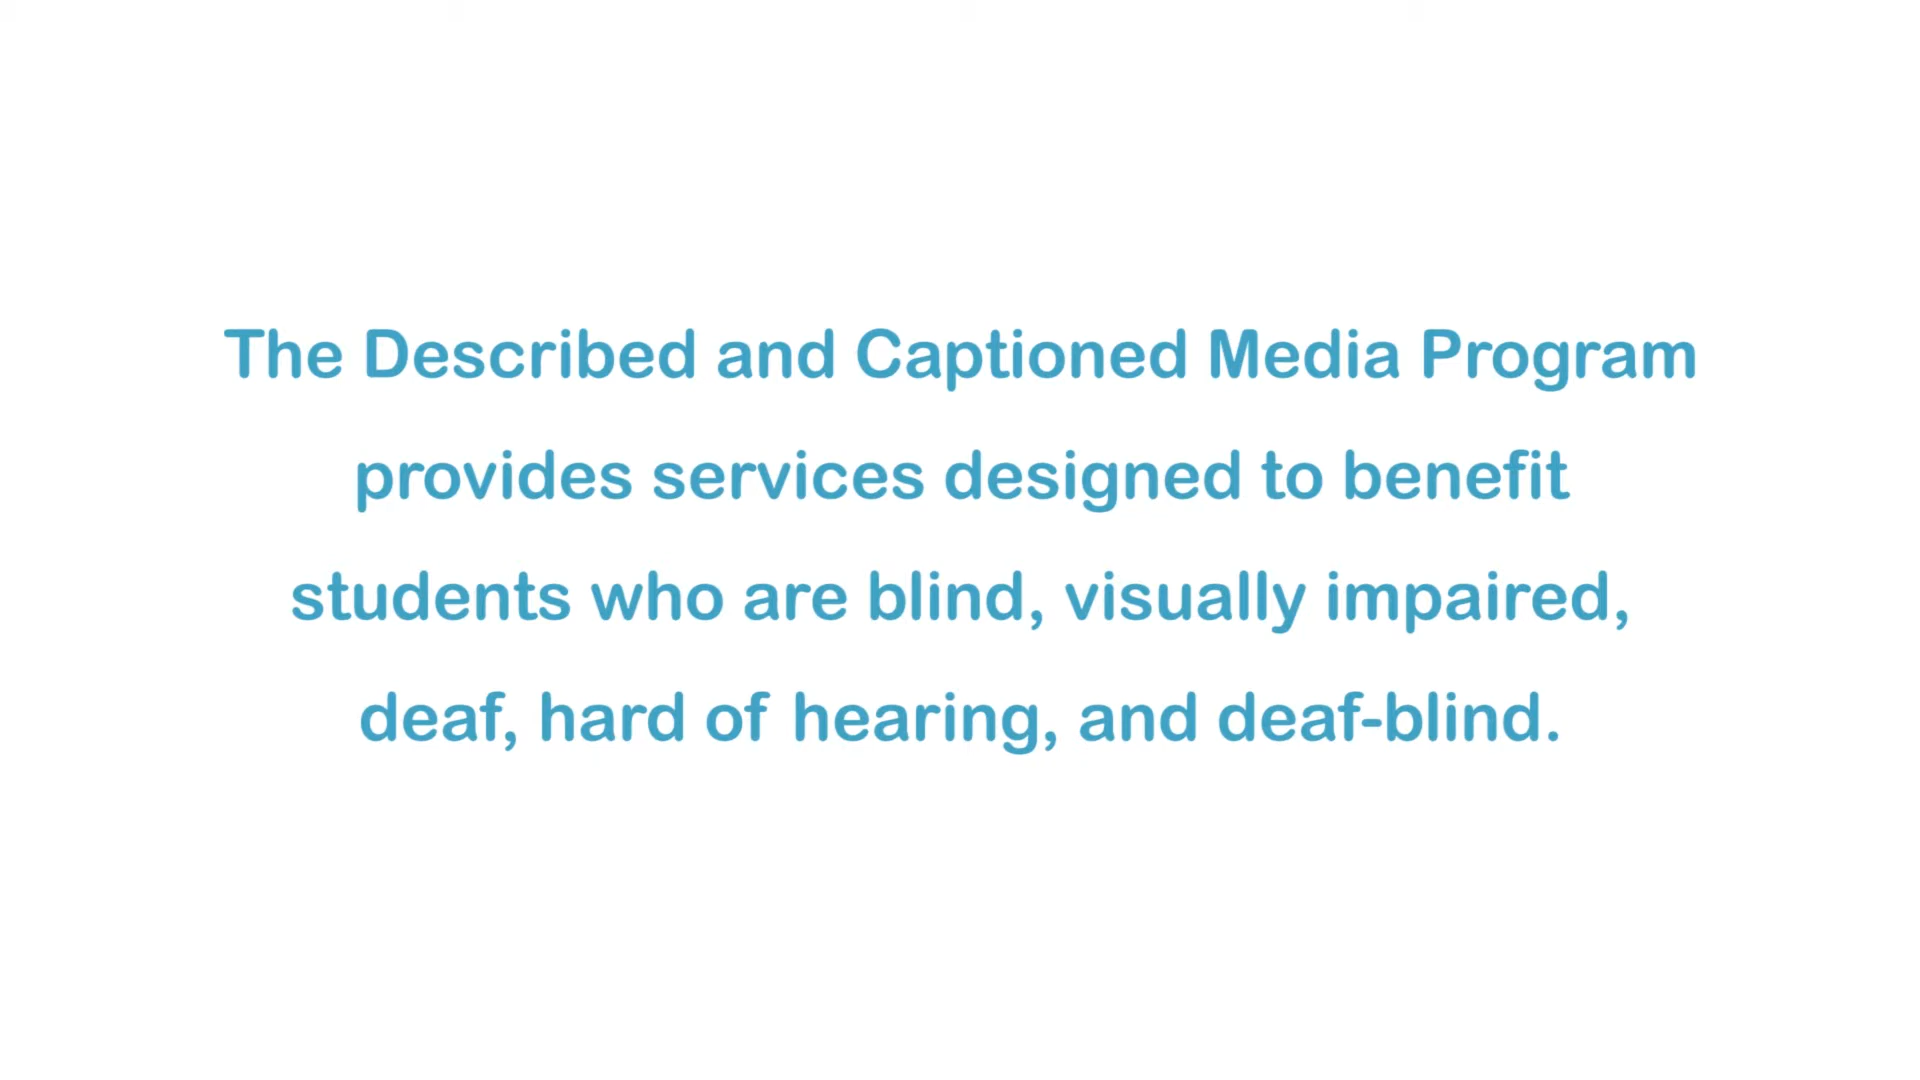 The Described and Captioned Media Program
provides services designed to benefit
students who are blind, visually impaired,
deaf, hard of hearing, and deaf-blind.